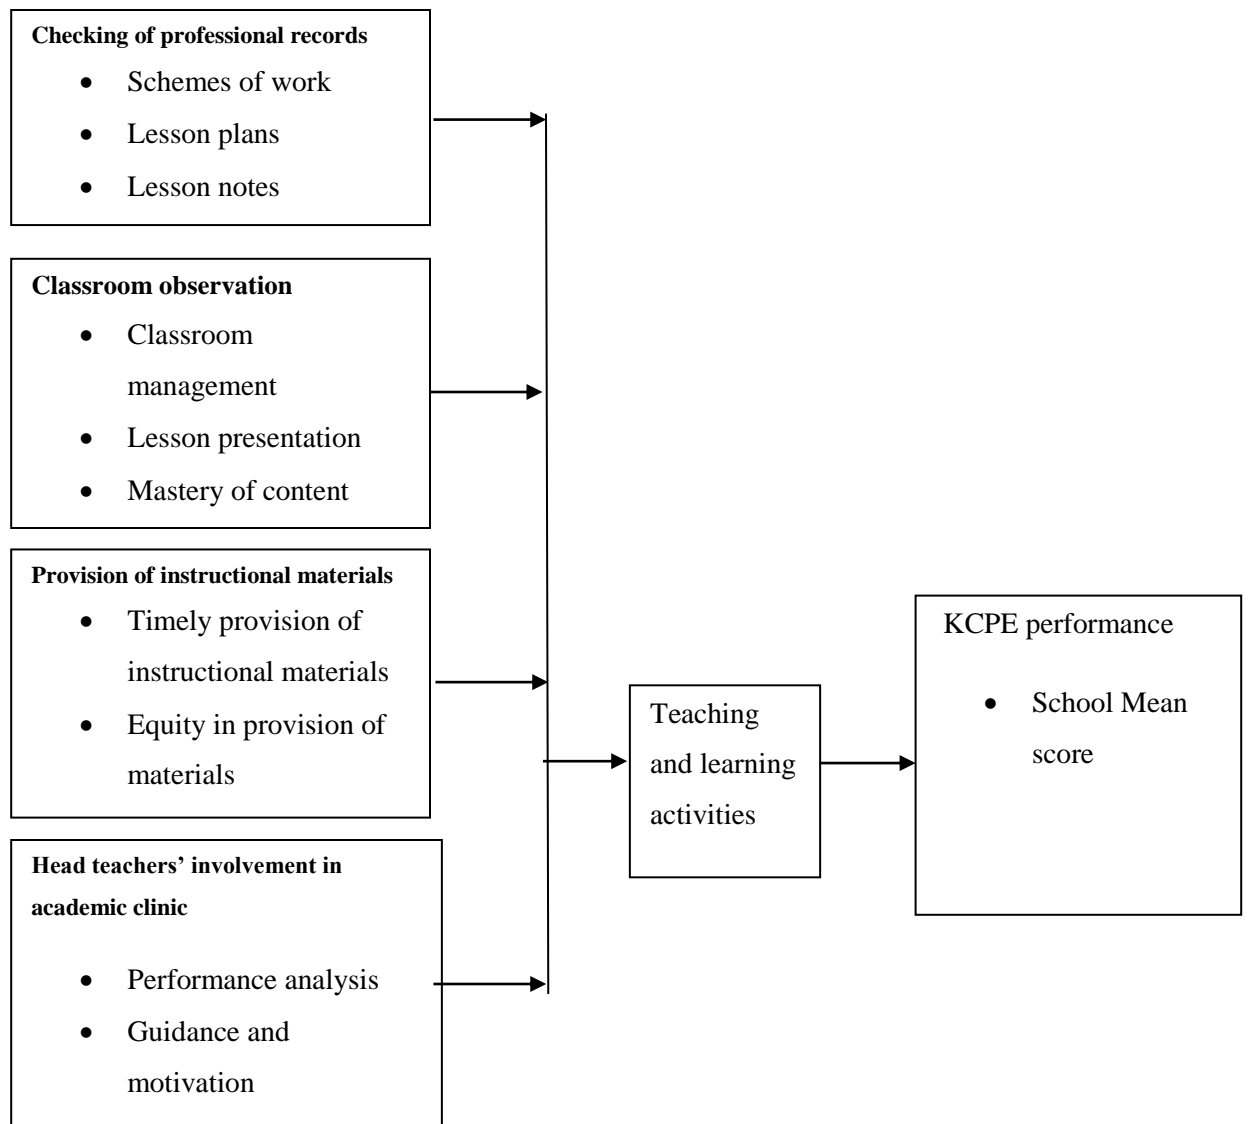 Checking of professional records
• Schemes of work
• Lesson plans
• Lesson notes
Classroom observation
• Classroom
management
• Lesson presentation
• Mastery of content
Provision of instructional materials
• Timely provision of
instructional materials
• Equity in provision of
materials
Head teachers’ involvement in
academic clinic
• Performance analysis
• Guidance and
motivation
Teaching
and learning
activities
KCPE performance
• School Mean
score